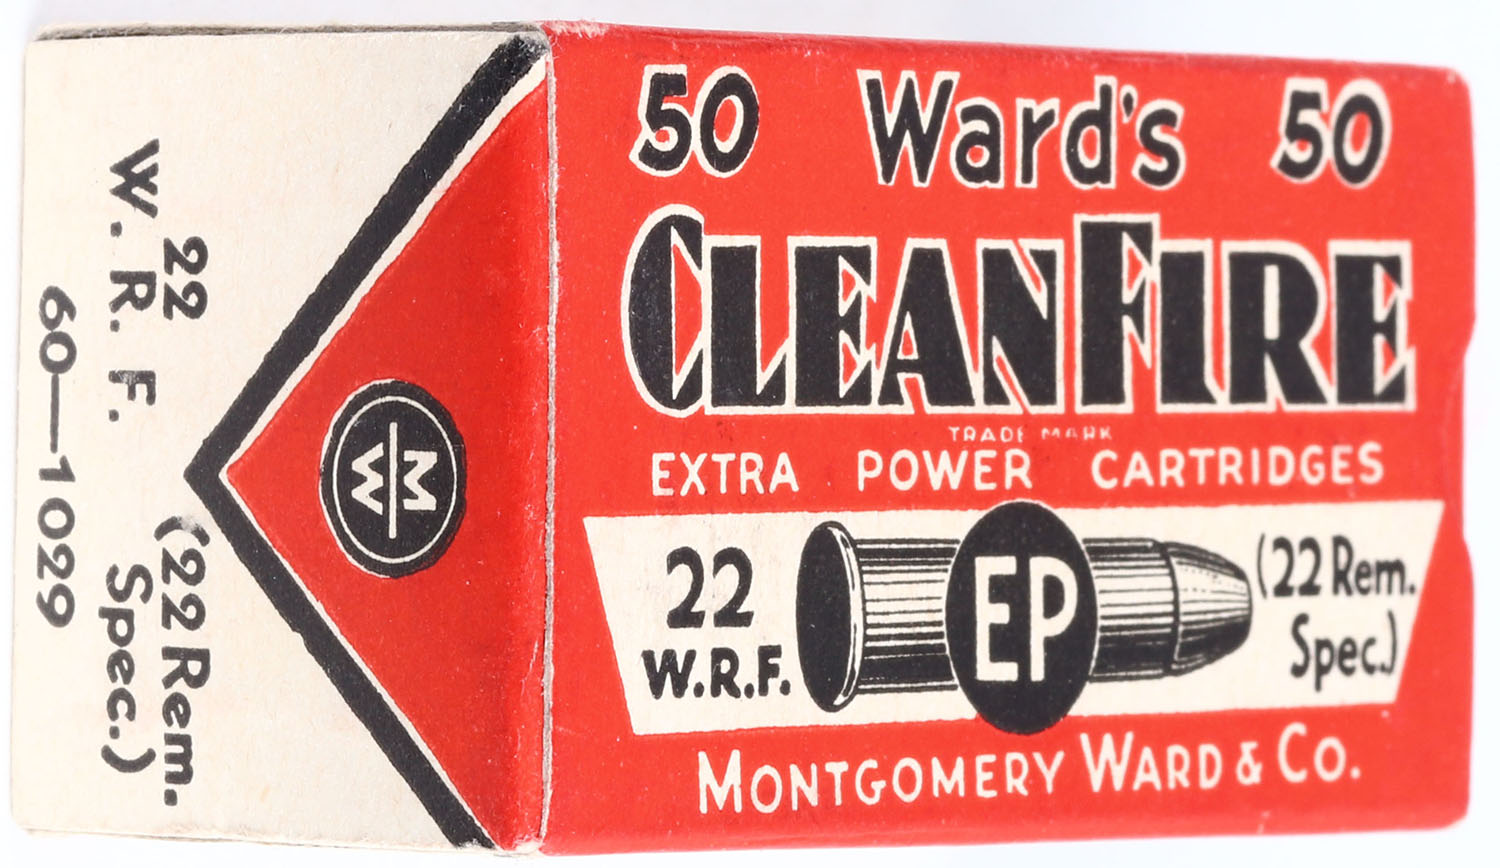 50 Ward's 50
CLEANFIRE
TRADE MARK
EXTRA POWER CARTRIDGES
22
W.R.F.
EP
(22 Rem.
Spec.)
MONTGOMERY WARD & CO.
M
W
22
W. R. F.
(22 Rem.
Spec.)
60—1029